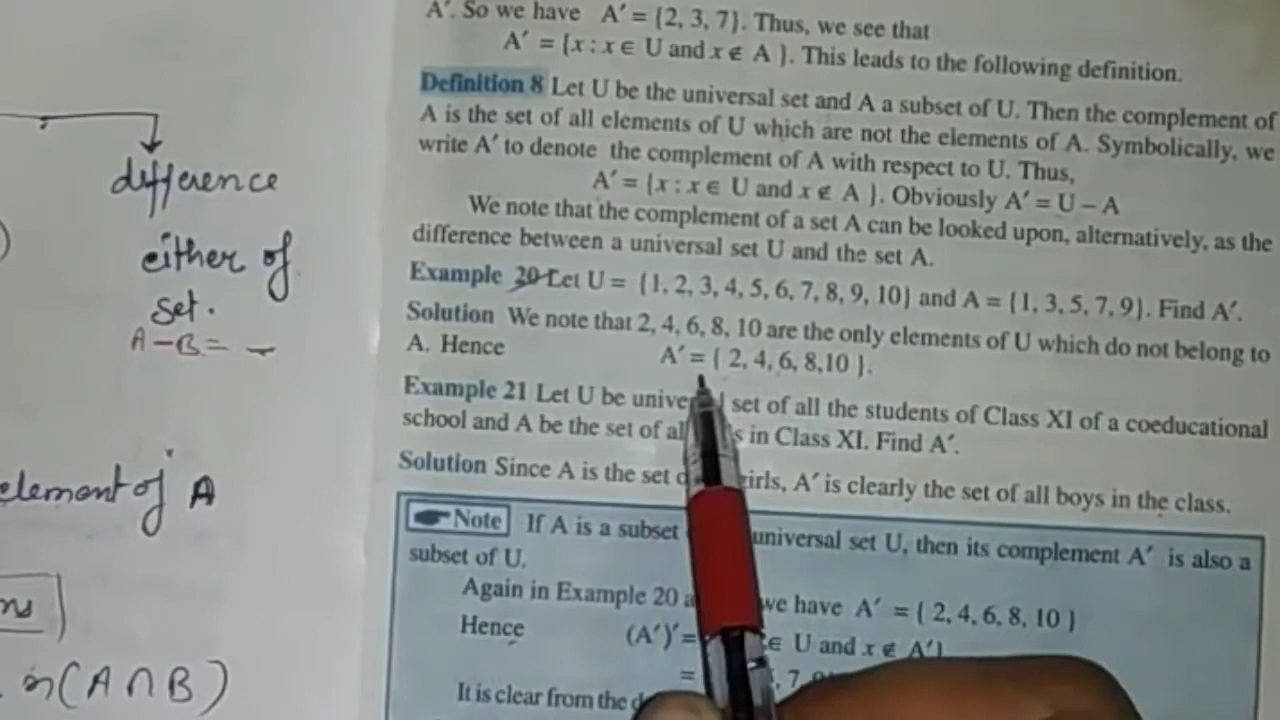 difference
either of
set.
A-B= -
element of A
n(A∩B)
A′. So we have A′ = {2, 3, 7}. Thus, we see that
A′ = {x : x ∈ U and x ∉ A }. This leads to the following definition.
Definition 8 Let U be the universal set and A a subset of U. Then the complement of
A is the set of all elements of U which are not the elements of A. Symbolically, we
write A′ to denote the complement of A with respect to U. Thus,
A′ = {x : x ∈ U and x ∉ A }. Obviously A′ = U – A
We note that the complement of a set A can be looked upon, alternatively, as the
difference between a universal set U and the set A.
Example 20 Let U = {1, 2, 3, 4, 5, 6, 7, 8, 9, 10} and A = {1, 3, 5, 7, 9}. Find A′.
Solution We note that 2, 4, 6, 8, 10 are the only elements of U which do not belong to
A. Hence A′ = { 2, 4, 6, 8,10 }.
Example 21 Let U be universal set of all the students of Class XI of a coeducational
school and A be the set of all in Class XI. Find A′.
Solution Since A is the set girls, A′ is clearly the set of all boys in the class.
Note If A is a subset universal set U, then its complement A′ is also a
subset of U.
Again in Example 20 we have A′ = { 2, 4, 6, 8, 10 }
Hence (A′)′= ∈ U and x ∉ A′}
= , 7
It is clear from the